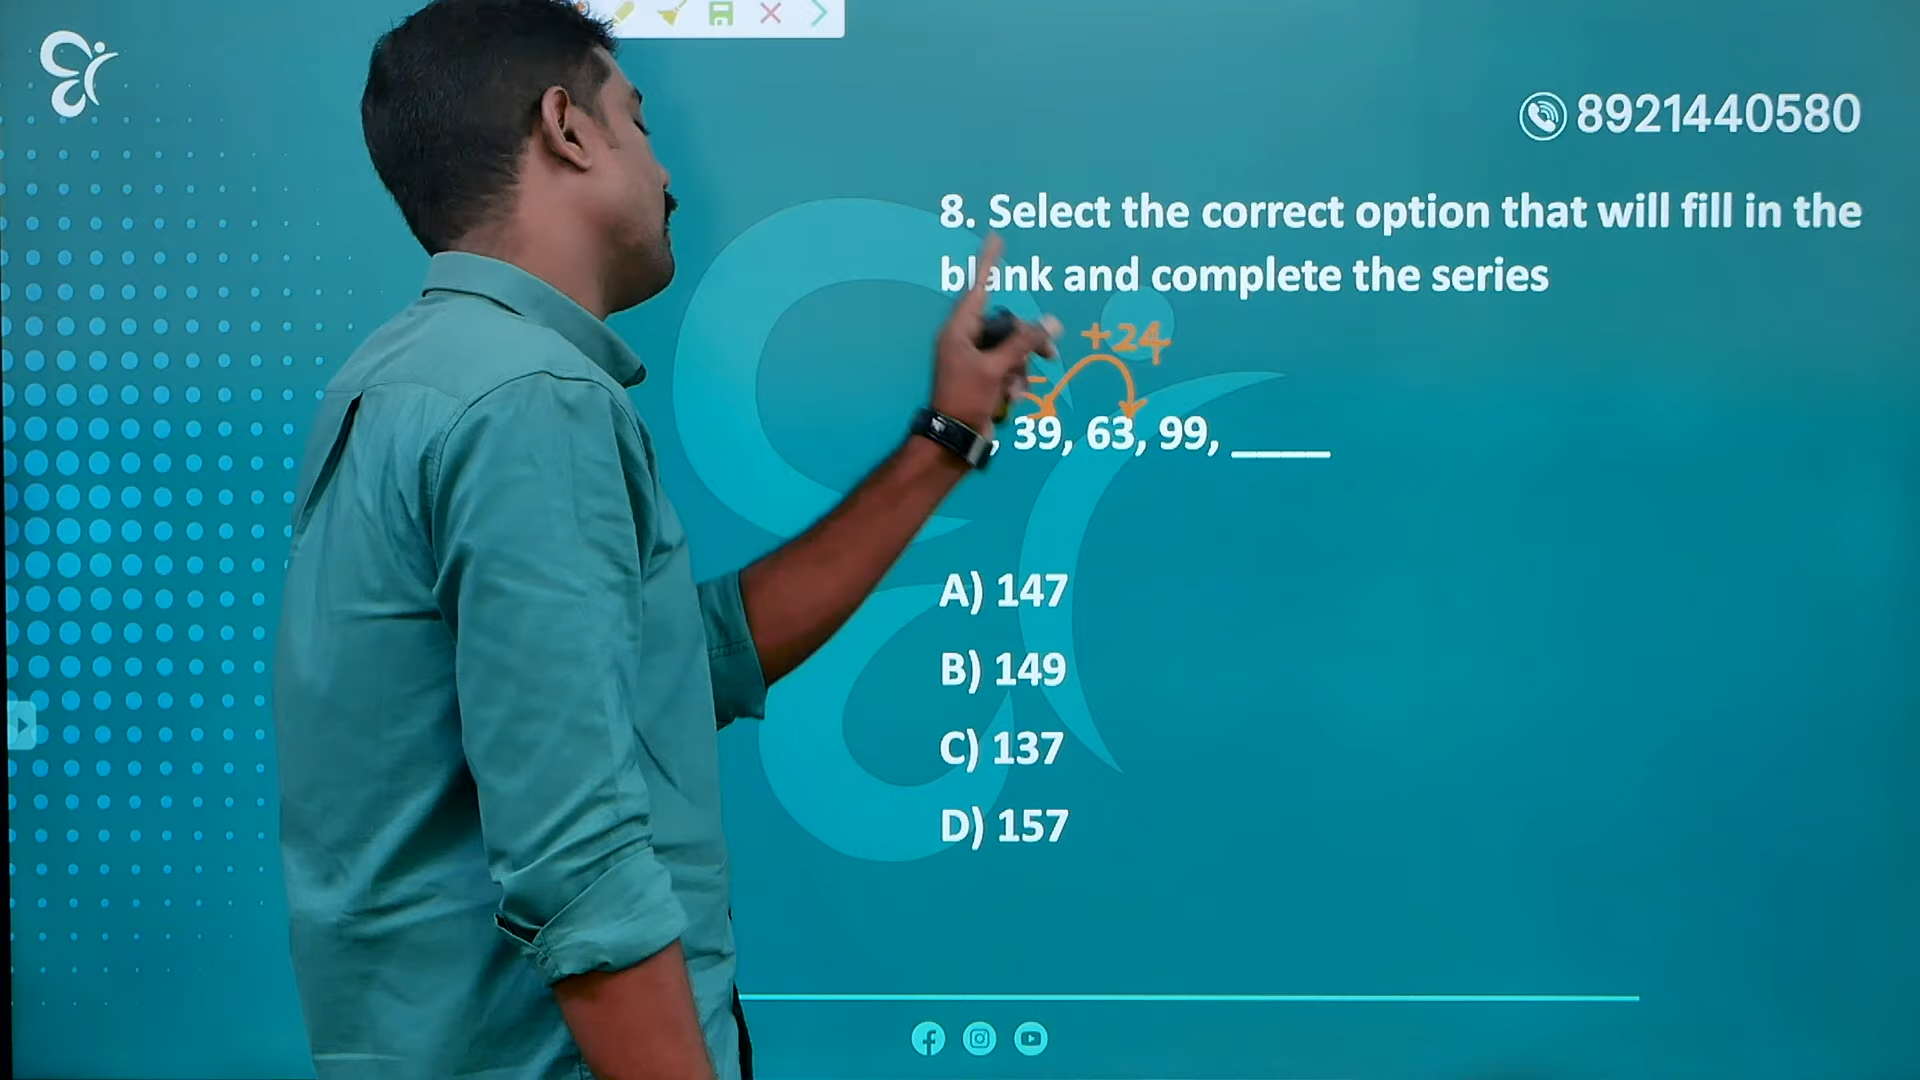 8921440580
8. Select the correct option that will fill in the
blank and complete the series
+24
, 39, 63, 99, ____
A) 147
B) 149
C) 137
D) 157